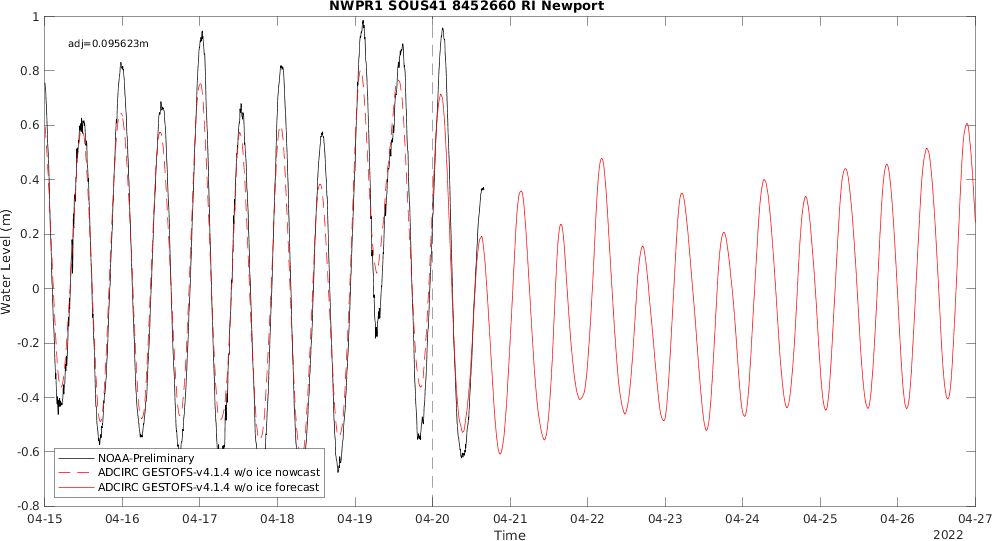 NWPR1 SOUS41 8452660 RI Newport
adj=0.095623m
1
0.8
0.6
0.4
0.2
0
-0.2
-0.4
-0.6
-0.8
Water Level (m)
NOAA-Preliminary
ADCIRC GESTOFS-v4.1.4 w/o ice nowcast
ADCIRC GESTOFS-v4.1.4 w/o ice forecast
04-15 04-16 04-17 04-18 04-19 04-20 04-21 04-22 04-23 04-24 04-25 04-26 04-27
Time
2022